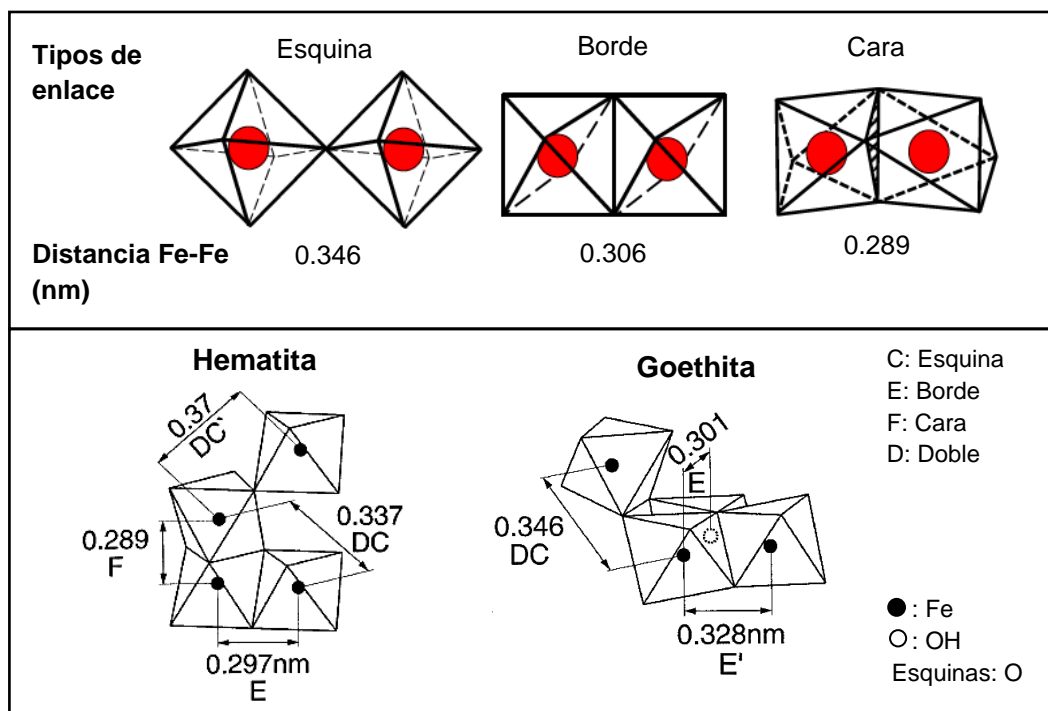 Tipos de
enlace
Esquina
Borde
Cara
Distancia Fe-Fe
(nm)
0.346
0.306
0.289
Hematita
0.37
DC'
0.289
F
0.337
DC
0.297nm
E
Goethita
0.301
E
0.346
DC
0.328nm
E'
C: Esquina
E: Borde
F: Cara
D: Doble
: Fe
: OH
Esquinas: O